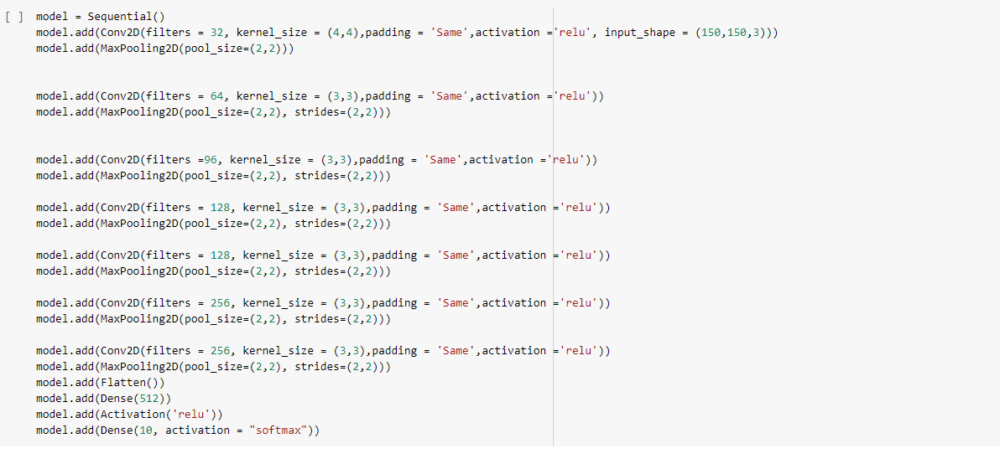 [ ] model = Sequential()
model.add(Conv2D(filters = 32, kernel_size = (4,4),padding = 'Same',activation ='relu', input_shape = (150,150,3)))
model.add(MaxPooling2D(pool_size=(2,2)))
model.add(Conv2D(filters = 64, kernel_size = (3,3),padding = 'Same',activation ='relu'))
model.add(MaxPooling2D(pool_size=(2,2), strides=(2,2)))
model.add(Conv2D(filters =96, kernel_size = (3,3),padding = 'Same',activation ='relu'))
model.add(MaxPooling2D(pool_size=(2,2), strides=(2,2)))
model.add(Conv2D(filters = 128, kernel_size = (3,3),padding = 'Same',activation ='relu'))
model.add(MaxPooling2D(pool_size=(2,2), strides=(2,2)))
model.add(Conv2D(filters = 128, kernel_size = (3,3),padding = 'Same',activation ='relu'))
model.add(MaxPooling2D(pool_size=(2,2), strides=(2,2)))
model.add(Conv2D(filters = 256, kernel_size = (3,3),padding = 'Same',activation ='relu'))
model.add(MaxPooling2D(pool_size=(2,2), strides=(2,2)))
model.add(Conv2D(filters = 256, kernel_size = (3,3),padding = 'Same',activation ='relu'))
model.add(MaxPooling2D(pool_size=(2,2), strides=(2,2)))
model.add(Flatten())
model.add(Dense(512))
model.add(Activation('relu'))
model.add(Dense(10, activation = "softmax"))